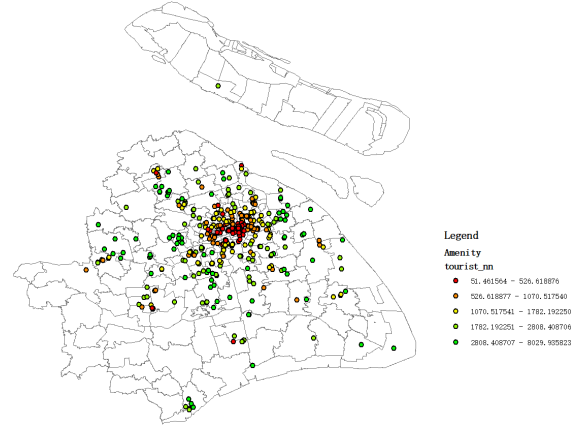 Legend
Amenity
tourist_nn
51.461564 - 526.618876
526.618877 - 1070.517540
1070.517541 - 1782.192250
1782.192251 - 2808.408706
2808.408707 - 8029.935823